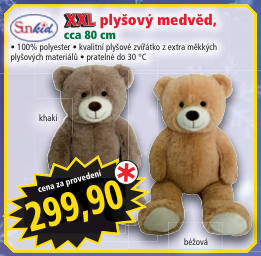 Sunkid
XXL plyšový medvěd,
cca 80 cm
• 100% polyester • kvalitní plyšové zvířátko z extra měkkých
plyšových materiálů • pratelné do 30 °C
khaki
cena za provedení
299,90*
béžová